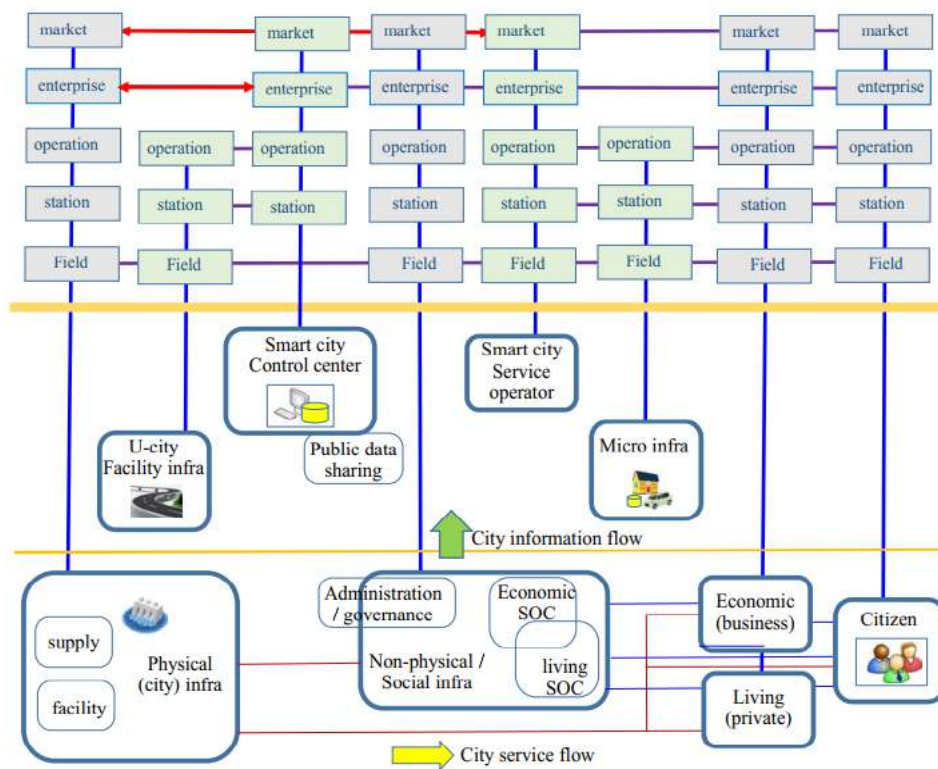 market
market
market
market
market
market
enterprise
enterprise
enterprise
enterprise
enterprise
enterprise
operation
operation
operation
operation
operation
operation
operation
operation
station
station
station
station
station
station
station
station
Field
Field
Field
Field
Field
Field
Field
Smart city
Control center
Smart city
Service
operator
U-city
Facility infra
Public data
sharing
Micro infra
City information flow
Administration
/ governance
Economic
SOC
Economic
(business)
Citizen
supply
Physical
(city) infra
Non-physical /
Social infra
living
SOC
facility
Living
(private)
City service flow